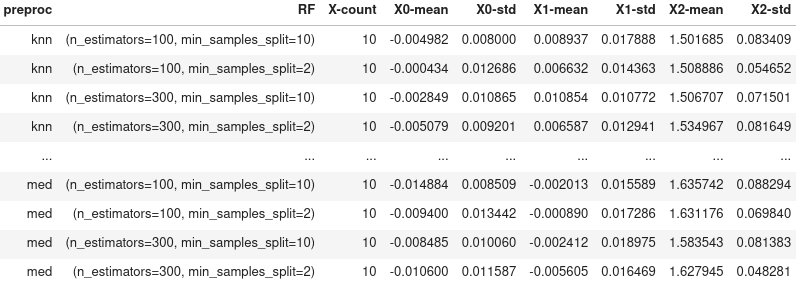 preproc RF X-count X0-mean X0-std X1-mean X1-std X2-mean X2-std
knn (n_estimators=100, min_samples_split=10) 10 -0.004982 0.008000 0.008937 0.017888 1.501685 0.083409
knn (n_estimators=100, min_samples_split=2) 10 -0.000434 0.012686 0.006632 0.014363 1.508886 0.054652
knn (n_estimators=300, min_samples_split=10) 10 -0.002849 0.010865 0.010854 0.010772 1.506707 0.071501
knn (n_estimators=300, min_samples_split=2) 10 -0.005079 0.009201 0.006587 0.012941 1.534967 0.081649
... ... ... ... ... ... ... ... ...
med (n_estimators=100, min_samples_split=10) 10 -0.014884 0.008509 -0.002013 0.015589 1.635742 0.088294
med (n_estimators=100, min_samples_split=2) 10 -0.009400 0.013442 -0.000890 0.017286 1.631176 0.069840
med (n_estimators=300, min_samples_split=10) 10 -0.008485 0.010060 -0.002412 0.018975 1.583543 0.081383
med (n_estimators=300, min_samples_split=2) 10 -0.010600 0.011587 -0.005605 0.016469 1.627945 0.048281